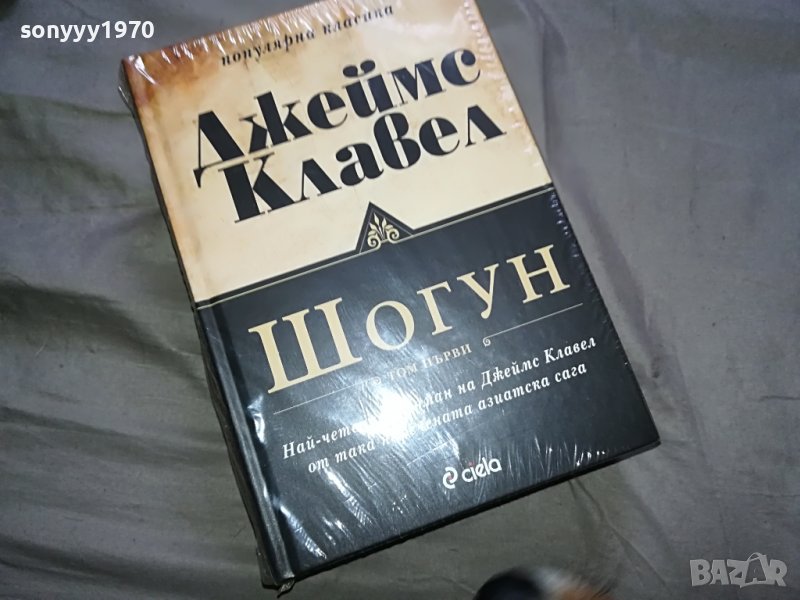 sonyyy1970
популярна класика
Джеймс
Клавел
ШОГУН
ТОМ ПЪРВИ
на Джеймс Клавел
от така азиатска сага
ciela
BAZAR